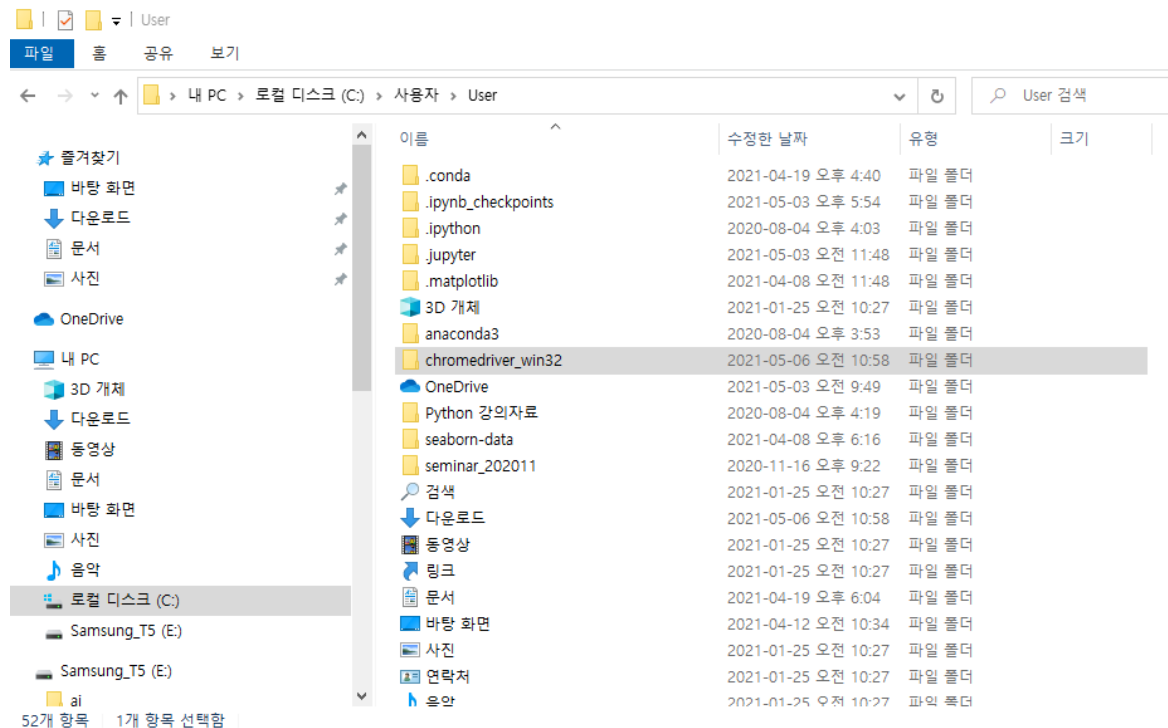 User
파일 홈 공유 보기
내 PC 로컬 디스크 (C:) 사용자 User User 검색
즐겨찾기
바탕 화면
다운로드
문서
사진
OneDrive
내 PC
3D 개체
다운로드
동영상
문서
바탕 화면
사진
음악
로컬 디스크 (C:)
Samsung_T5 (E:)
Samsung_T5 (E:)
ai
이름 수정한 날짜 유형 크기
.conda 2021-04-19 오후 4:40 파일 폴더
.ipynb_checkpoints 2021-05-03 오후 5:54 파일 폴더
.ipython 2020-08-04 오후 4:03 파일 폴더
.jupyter 2021-05-03 오전 11:48 파일 폴더
.matplotlib 2021-04-08 오전 11:48 파일 폴더
3D 개체 2021-01-25 오전 10:27 파일 폴더
anaconda3 2020-08-04 오후 3:53 파일 폴더
chromedriver_win32 2021-05-06 오전 10:58 파일 폴더
OneDrive 2021-05-03 오전 9:49 파일 폴더
Python 강의자료 2020-08-04 오후 4:19 파일 폴더
seaborn-data 2021-04-08 오후 6:16 파일 폴더
seminar_202011 2020-11-16 오후 9:22 파일 폴더
검색 2021-01-25 오전 10:27 파일 폴더
다운로드 2021-05-06 오전 10:58 파일 폴더
동영상 2021-01-25 오전 10:27 파일 폴더
링크 2021-01-25 오전 10:27 파일 폴더
문서 2021-04-19 오후 6:04 파일 폴더
바탕 화면 2021-04-12 오전 10:34 파일 폴더
사진 2021-01-25 오전 10:27 파일 폴더
연락처 2021-01-25 오전 10:27 파일 폴더
음악 2021-01-25 오전 10:27 파일 폴더
52개 항목 1개 항목 선택함